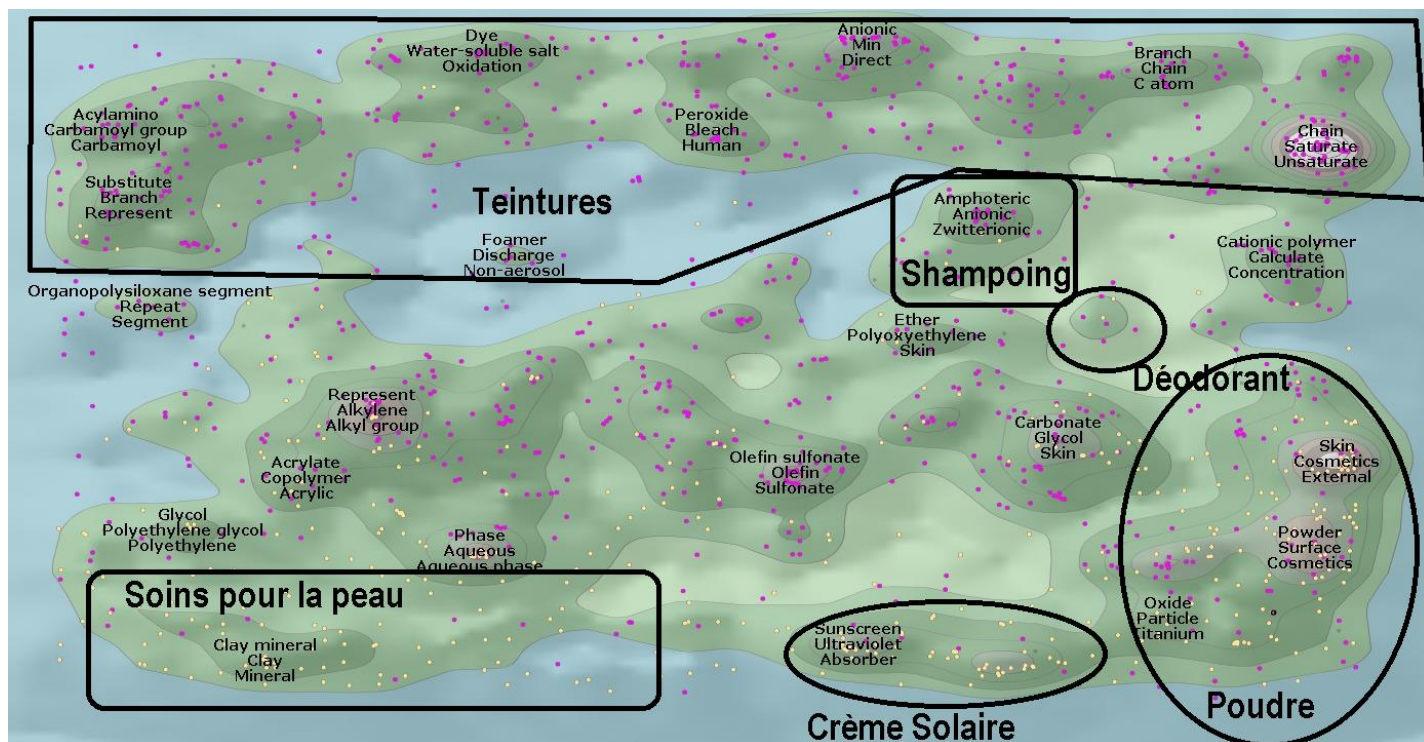 Dye
Water-soluble salt
Oxidation
Anionic
Min
Direct
Branch
Chain
C atom
Acylamino
Carbamoyl group
Carbamoyl
Peroxide
Bleach
Human
Chain
Saturate
Unsaturate
Substitute
Branch
Represent
Teintures
Amphoteric
Anionic
Zwitterionic
Foamer
Discharge
Non-aerosol
Shampoing
Cationic polymer
Calculate
Concentration
Organopolysiloxane segment
Repeat
Segment
Ether
Polyoxyethylene
Skin
Déodorant
Represent
Alkylene
Alkyl group
Carbonate
Glycol
Skin
Acrylate
Copolymer
Acrylic
Olefin sulfonate
Olefin
Sulfonate
Skin
Cosmetics
External
Glycol
Polyethylene glycol
Polyethylene
Phase
Aqueous
Aqueous phase
Powder
Surface
Cosmetics
Soins pour la peau
Oxide
Particle
Titanium
Clay mineral
Clay
Mineral
Sunscreen
Ultraviolet
Absorber
Poudre
Crème Solaire